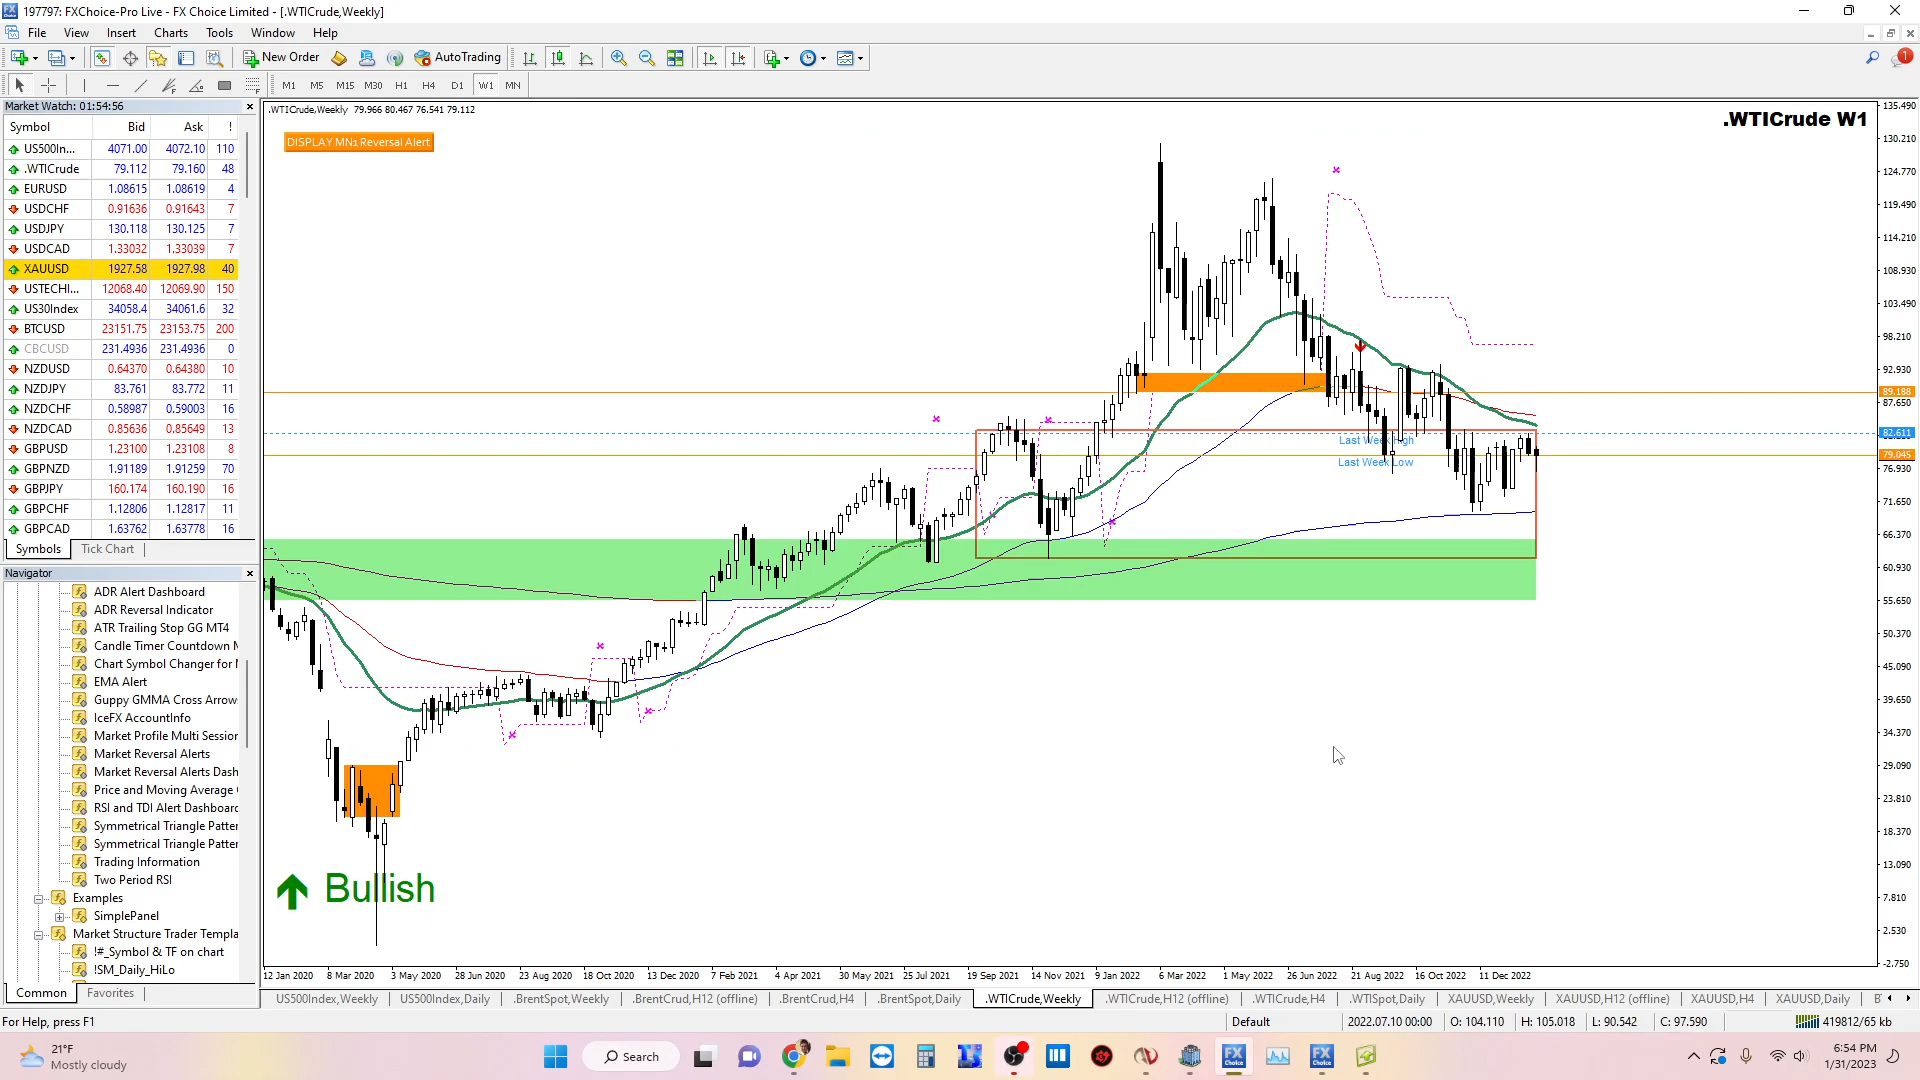 197797: FXChoice-Pro Live - FX Choice Limited - [.WTICrude,Weekly]
File View Insert Charts Tools Window Help
New Order AutoTrading
M1 M5 M15 M30 H1 H4 D1 W1 MN
Market Watch: 01:54:56
Symbol Bid Ask !
US500In... 4071.00 4072.10 110
.WTICrude 79.112 79.160 48
EURUSD 1.08615 1.08619 4
USDCHF 0.91636 0.91643 7
USDJPY 130.118 130.125 7
USDCAD 1.33032 1.33039 7
XAUUSD 1927.58 1927.98 40
USTECHI... 12068.40 12069.90 150
US30Index 34058.4 34061.6 32
BTCUSD 23151.75 23153.75 200
CBCUSD 231.4936 231.4936 0
NZDUSD 0.64370 0.64380 10
NZDJPY 83.761 83.772 11
NZDCHF 0.58987 0.59003 16
NZDCAD 0.85636 0.85649 13
GBPUSD 1.23100 1.23108 8
GBPNZD 1.91189 1.91259 70
GBPJPY 160.174 160.190 16
GBPCHF 1.12806 1.12817 11
GBPCAD 1.63762 1.63778 16
Symbols Tick Chart
Navigator
ADR Alert Dashboard
ADR Reversal Indicator
ATR Trailing Stop GG MT4
Candle Timer Countdown M
Chart Symbol Changer for
EMA Alert
Guppy GMMA Cross Arrow
IceFX AccountInfo
Market Profile Multi Session
Market Reversal Alerts
Market Reversal Alerts Dash
Price and Moving Average
RSI and TDI Alert Dashboard
Symmetrical Triangle Patter
Symmetrical Triangle Patter
Trading Information
Two Period RSI
Examples
SimplePanel
Market Structure Trader Templa
!#_Symbol & TF on chart
!SM_Daily_HiLo
Common Favorites
.WTICrude,Weekly 79.966 80.467 76.541 79.112
DISPLAY MN1 Reversal Alert
.WTICrude W1
Last Week High
Last Week Low
Bullish
135.490
130.210
124.770
119.490
114.210
108.930
103.490
98.210
92.930
89.188
87.650
82.611
79.045
76.930
71.650
66.370
60.930
55.650
50.370
45.090
39.650
34.370
29.090
23.810
18.370
13.090
7.810
2.530
-2.750
12 Jan 2020 8 Mar 2020 3 May 2020 28 Jun 2020 23 Aug 2020 18 Oct 2020 13 Dec 2020 7 Feb 2021 4 Apr 2021 30 May 2021 25 Jul 2021 19 Sep 2021 14 Nov 2021 9 Jan 2022 6 Mar 2022 1 May 2022 26 Jun 2022 21 Aug 2022 16 Oct 2022 11 Dec 2022
US500Index,Weekly US500Index,Daily .BrentSpot,Weekly .BrentCrud,H12 (offline) .BrentCrud,H4 .BrentSpot,Daily .WTICrude,Weekly .WTICrude,H12 (offline) .WTICrude,H4 .WTISpot,Daily XAUUSD,Weekly XAUUSD,H12 (offline) XAUUSD,H4 XAUUSD,Daily
For Help, press F1 Default 2022.07.10 00:00 O: 104.110 H: 105.018 L: 90.542 C: 97.590 419812/65 kb
21°F
Mostly cloudy
Search
6:54 PM
1/31/2023